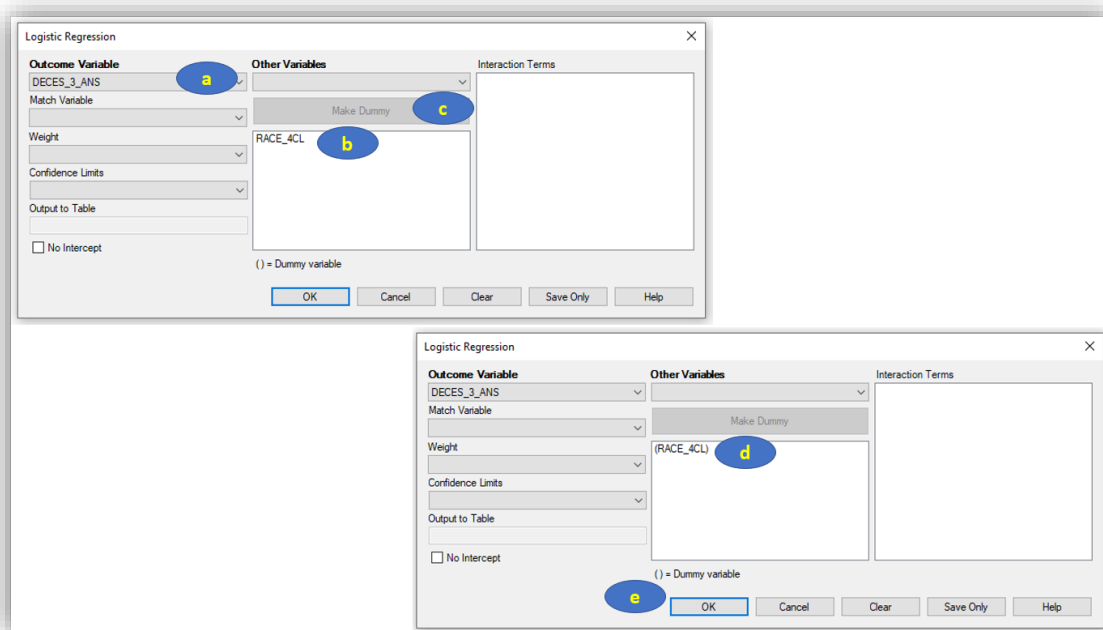 Logistic Regression
Outcome Variable
Other Variables
Interaction Terms
DECES_3_ANS
a
Match Variable
Make Dummy
c
Weight
RACE_4CL
b
Confidence Limits
Output to Table
No Intercept
( ) = Dummy variable
OK
Cancel
Clear
Save Only
Help
Logistic Regression
Outcome Variable
Other Variables
Interaction Terms
DECES_3_ANS
Match Variable
Make Dummy
Weight
(RACE_4CL)
d
Confidence Limits
Output to Table
No Intercept
( ) = Dummy variable
e
OK
Cancel
Clear
Save Only
Help